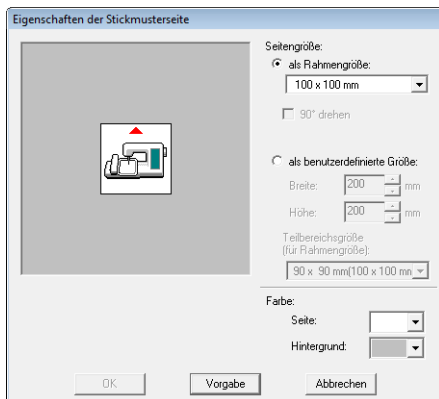 Eigenschaften der Stickmusterseite
Seitengröße:
als Rahmengröße:
100 x 100 mm
90° drehen
als benutzerdefinierte Größe:
Breite: 200 mm
Höhe: 200 mm
Teilbereichsgröße
(für Rahmengröße):
90 x 90 mm(100 x 100 mn
Farbe:
Seite:
Hintergrund:
OK Vorgabe Abbrechen